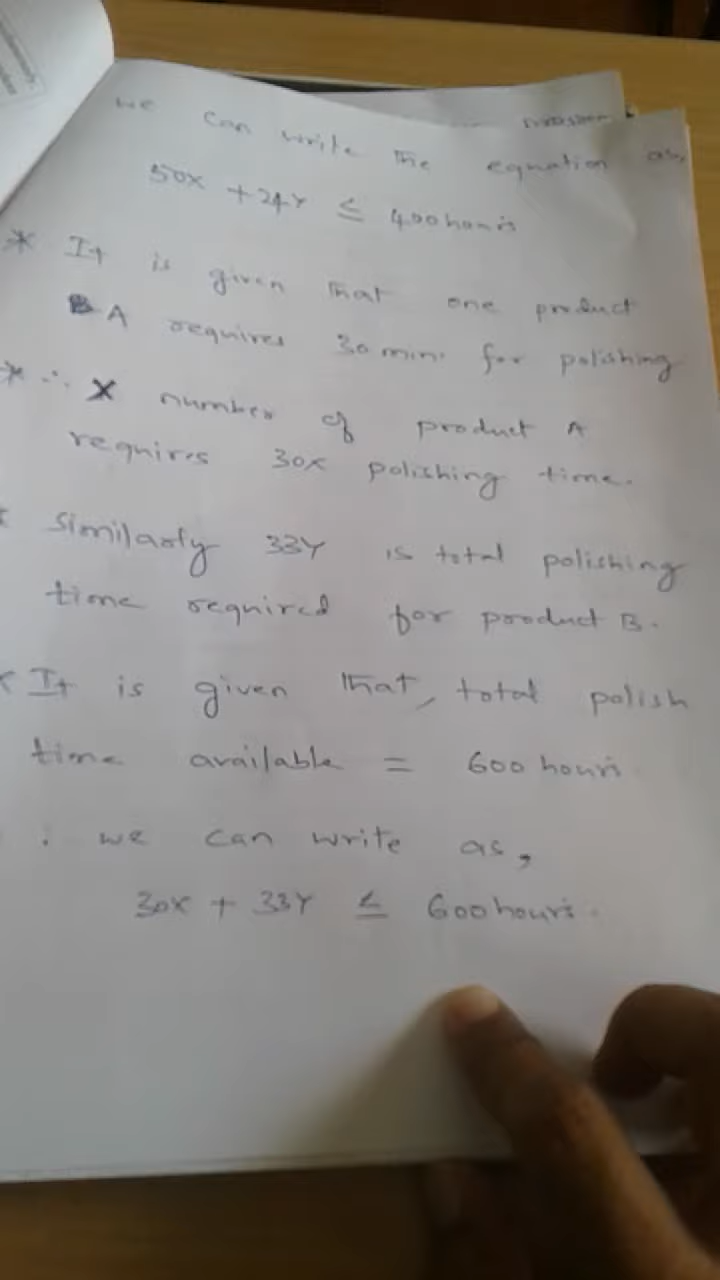 we can write the equation as,
50x + 24Y ≤ 400 hours
* It is given that one product
A requires 30 min. for polishing
* ∴ X number of product A
requires 30x polishing time.
Similarly 33Y is total polishing
time required for product B.
It is given that, total polish
time available = 600 hours
we can write as,
30x + 33Y ≤ 600 hours.